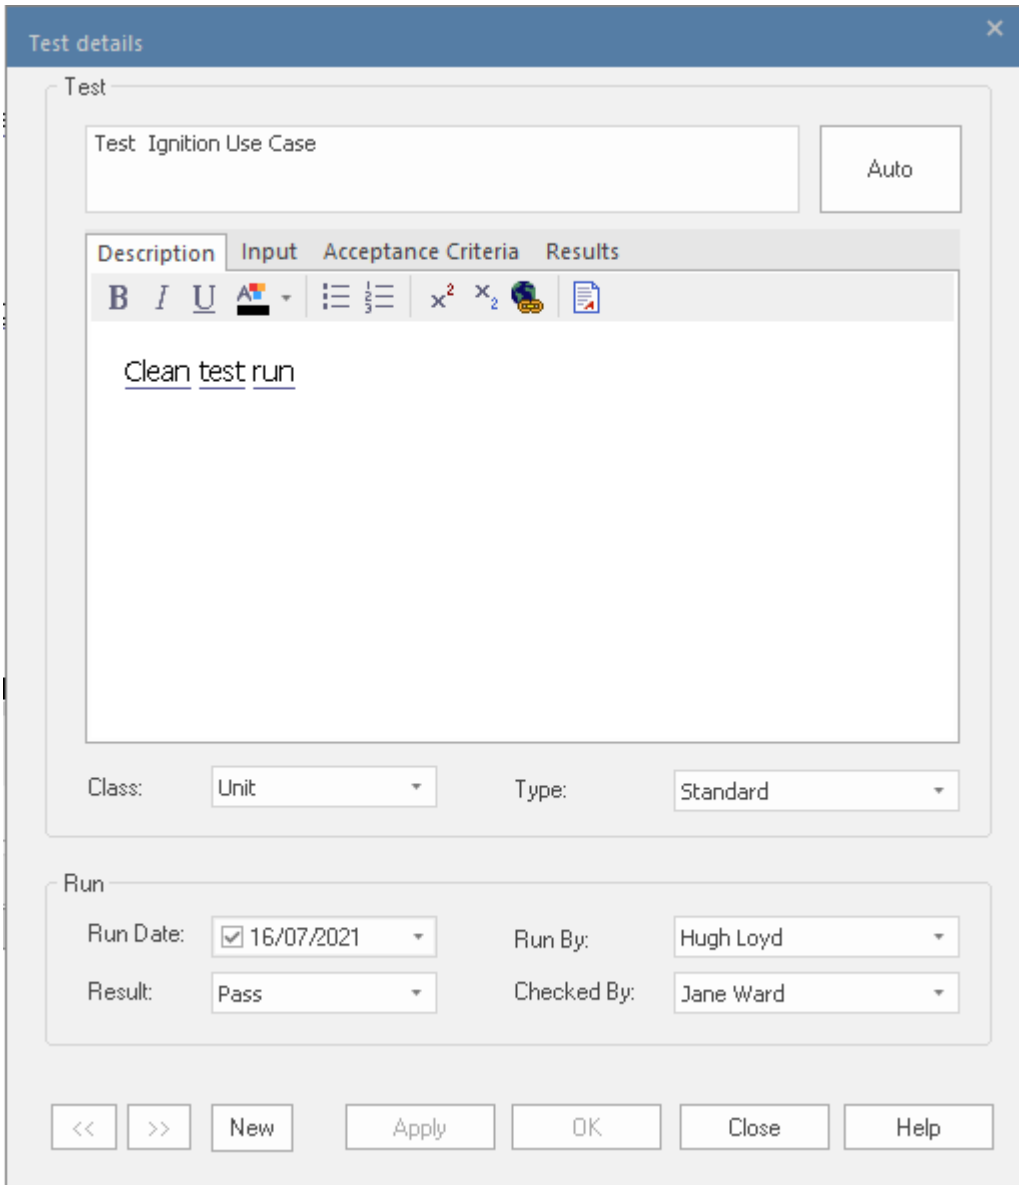 Test details
Test
Test  Ignition Use Case
Auto
Description Input Acceptance Criteria Results
B I U A x² x₂
Clean test run
Class: Unit Type: Standard
Run
Run Date: 16/07/2021 Run By: Hugh Loyd
Result: Pass Checked By: Jane Ward
<< >> New Apply OK Close Help